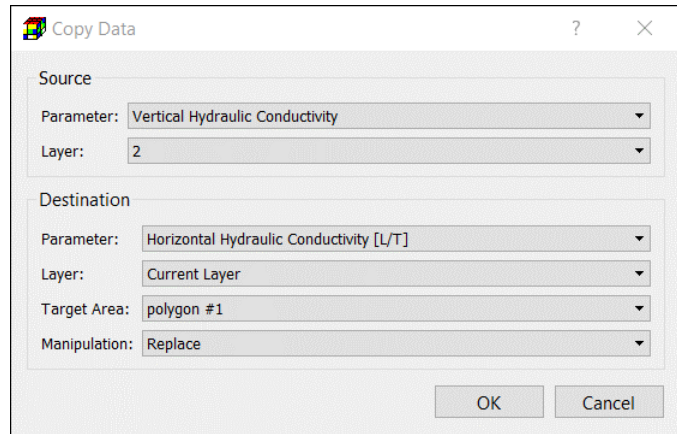 Copy Data ?
Source
Parameter: Vertical Hydraulic Conductivity
Layer: 2
Destination
Parameter: Horizontal Hydraulic Conductivity [L/T]
Layer: Current Layer
Target Area: polygon #1
Manipulation: Replace
OK Cancel